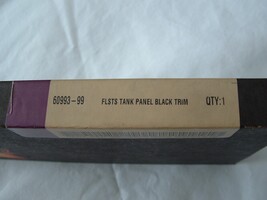 60993-99 FLSTS TANK PANEL BLACK TRIM QTY:1